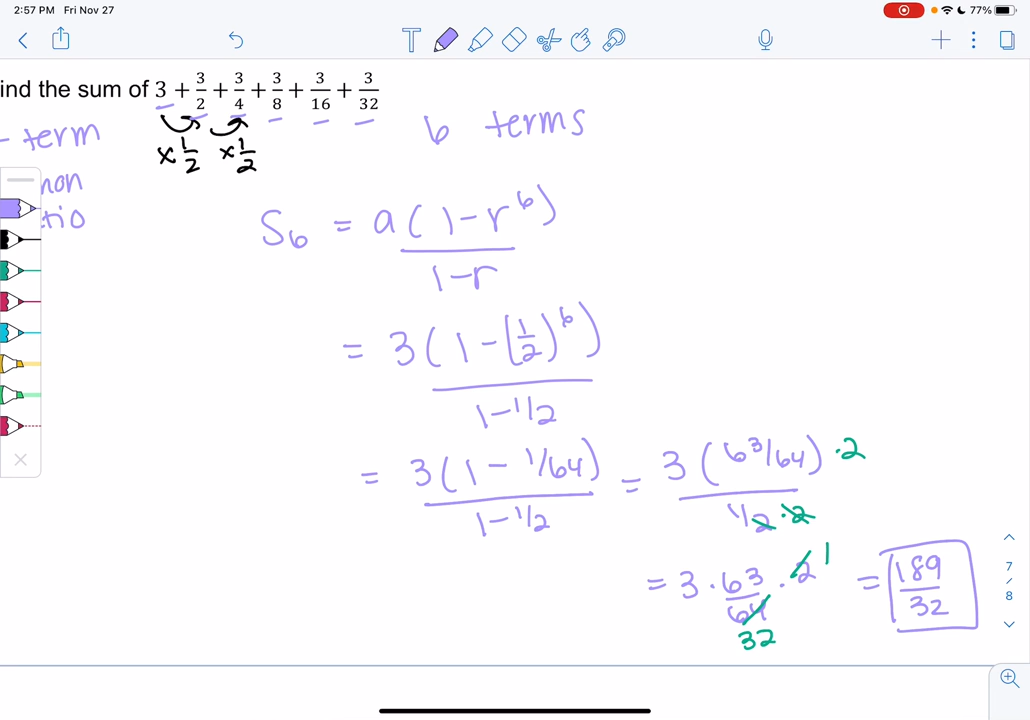 2:57 PM Fri Nov 27 77%
T
ind the sum of 3 + 3/2 + 3/4 + 3/8 + 3/16 + 3/32
- term ×1/2 ×1/2 6 terms
non
tio
S₆ = a(1-r⁶)/1-r
= 3(1-(1/2)⁶)/1-1/2
= 3(1-1/64)/1-1/2 = 3(63/64)·2/1/2·2
= 3·63/64·2 1 = 189/32
32
7/8